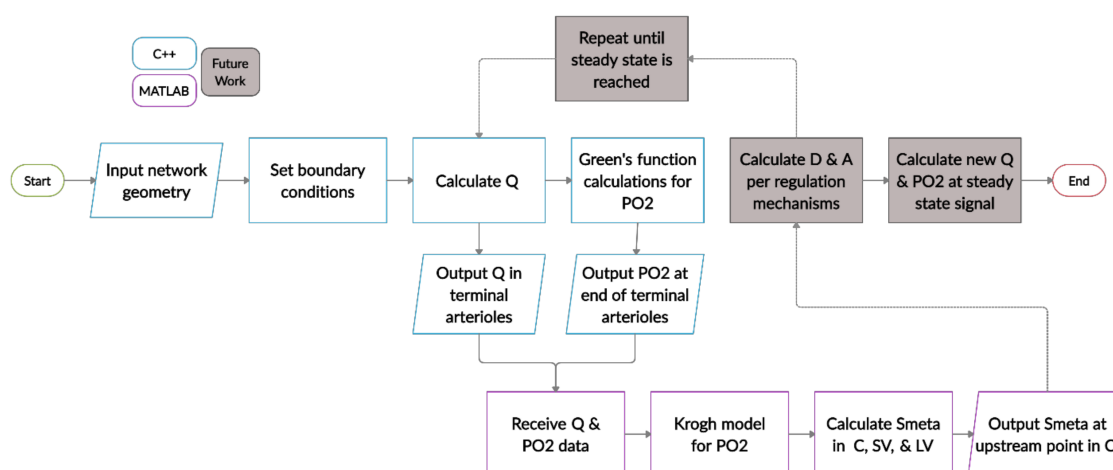 C++
MATLAB
Future
Work
Repeat until
steady state is
reached
Start
Input network
geometry
Set boundary
conditions
Calculate Q
Green's function
calculations for
PO2
Calculate D & A
per regulation
mechanisms
Calculate new Q
& PO2 at steady
state signal
End
Output Q in
terminal
arterioles
Output PO2 at
end of terminal
arterioles
Receive Q &
PO2 data
Krogh model
for PO2
Calculate Smeta
in C, SV, & LV
Output Smeta at
upstream point in C